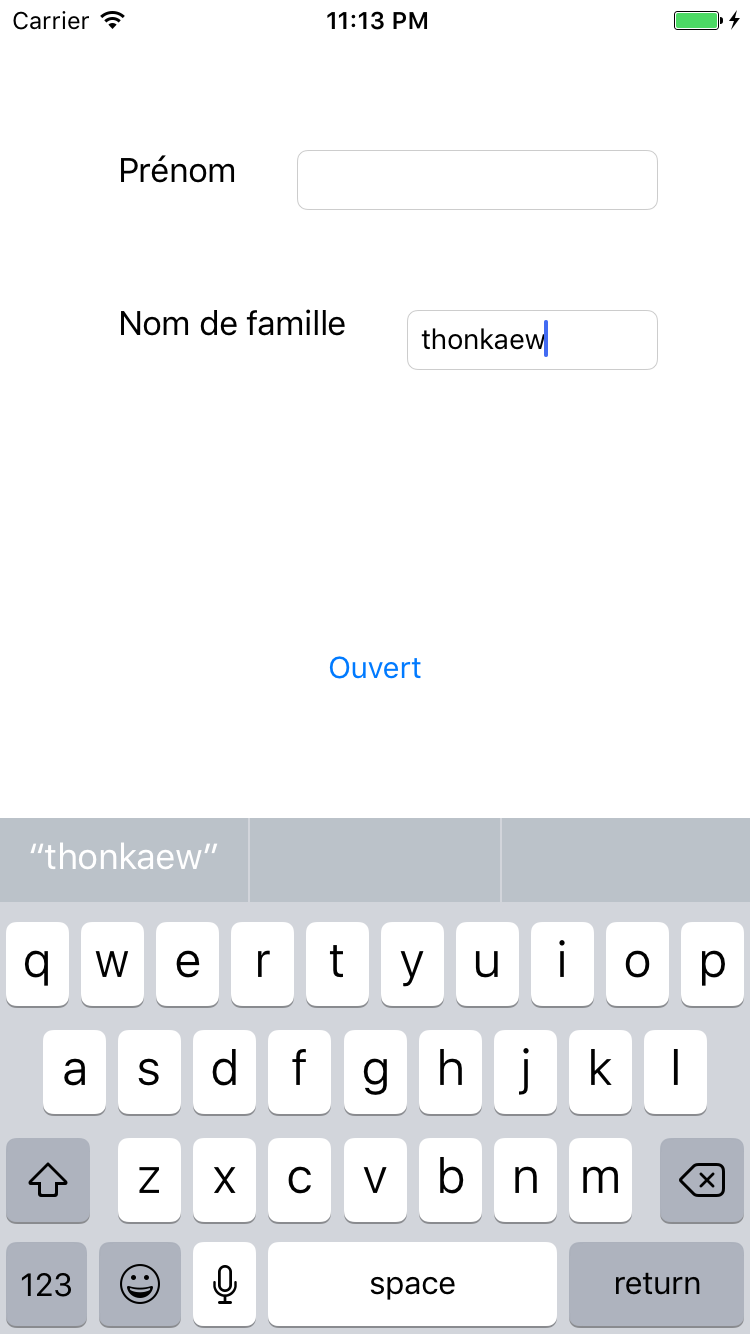 Carrier 11:13 PM
Prénom
Nom de famille thonkaew
Ouvert
“thonkaew”
q w e r t y u i o p
a s d f g h j k l
z x c v b n m
123 space return